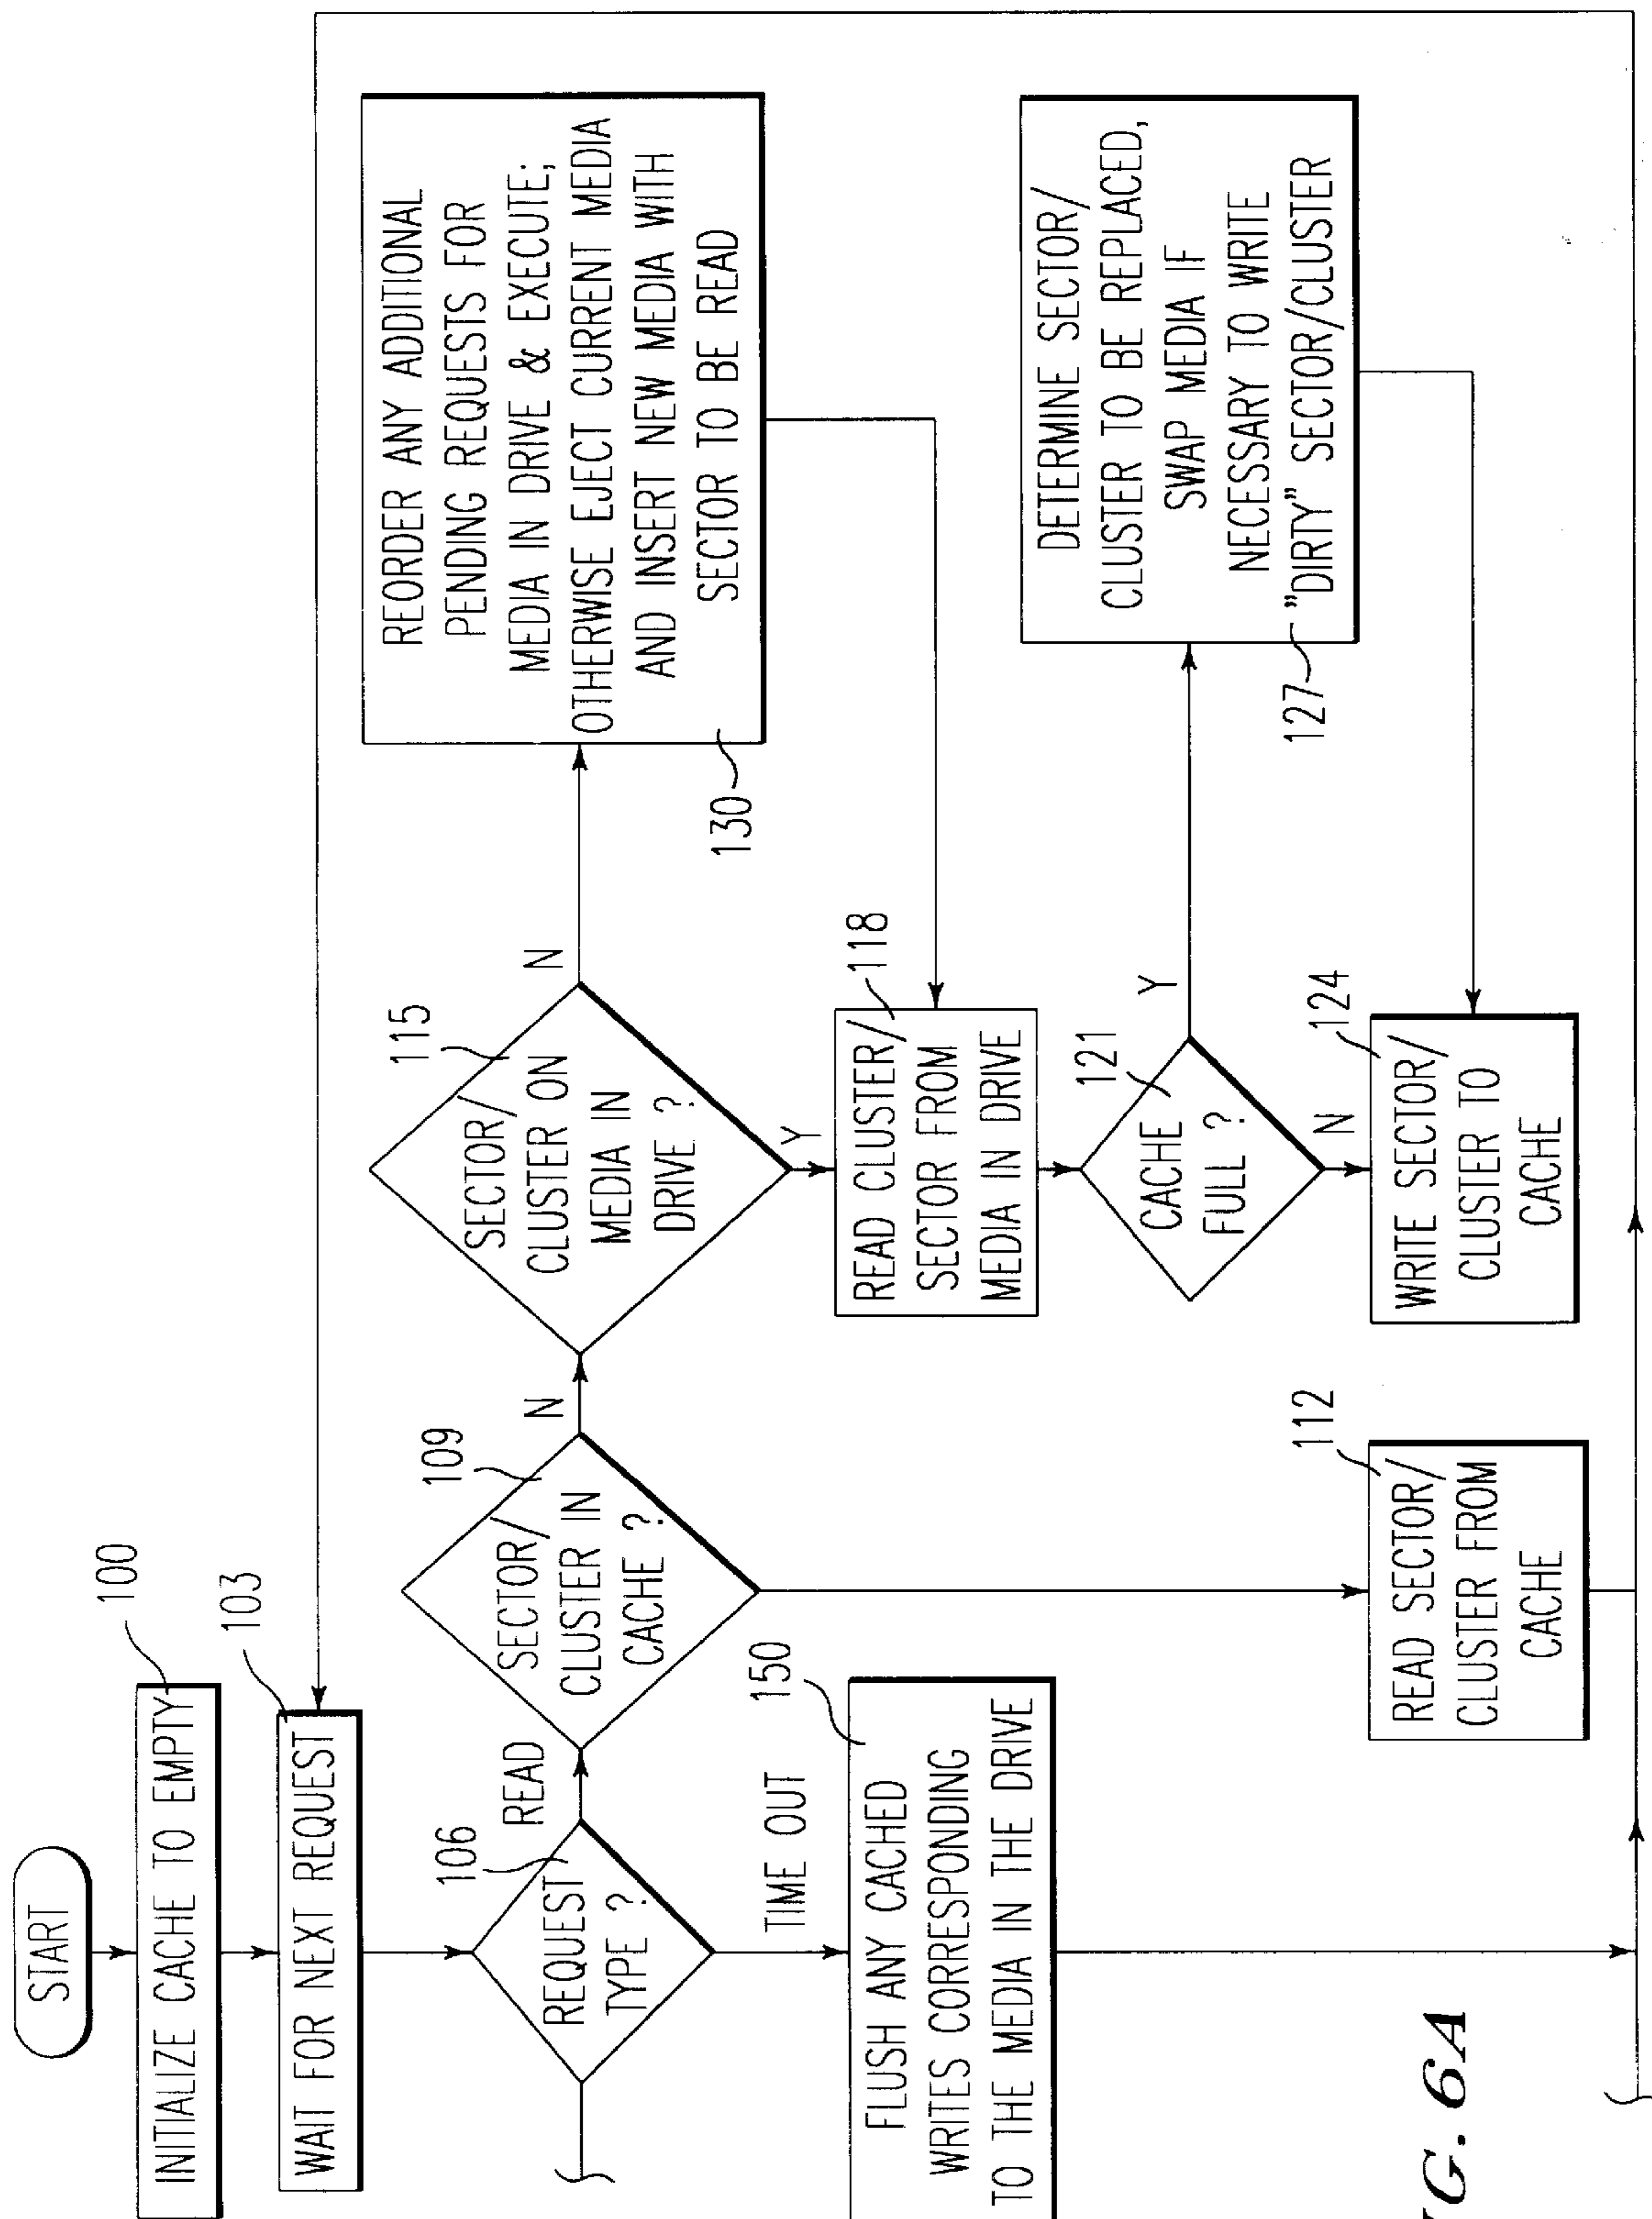 START
100
INITIALIZE CACHE TO EMPTY
103
WAIT FOR NEXT REQUEST
106
REQUEST
TYPE ?
READ
TIME OUT
150
FLUSH ANY CACHED
WRITES CORRESPONDING
TO THE MEDIA IN THE DRIVE
109
SECTOR/
CLUSTER IN
CACHE ?
N
112
READ SECTOR/
CLUSTER FROM
CACHE
115
SECTOR/
CLUSTER ON
MEDIA IN
DRIVE ?
N
Y
118
READ CLUSTER/
SECTOR FROM
MEDIA IN DRIVE
121
CACHE
FULL ?
Y
N
124
WRITE SECTOR/
CLUSTER TO
CACHE
130
REORDER ANY ADDITIONAL
PENDING REQUESTS FOR
MEDIA IN DRIVE & EXECUTE;
OTHERWISE EJECT CURRENT MEDIA
AND INSERT NEW MEDIA WITH
SECTOR TO BE READ
127
DETERMINE SECTOR/
CLUSTER TO BE REPLACED,
SWAP MEDIA IF
NECESSARY TO WRITE
"DIRTY" SECTOR/CLUSTER
IG. 6A